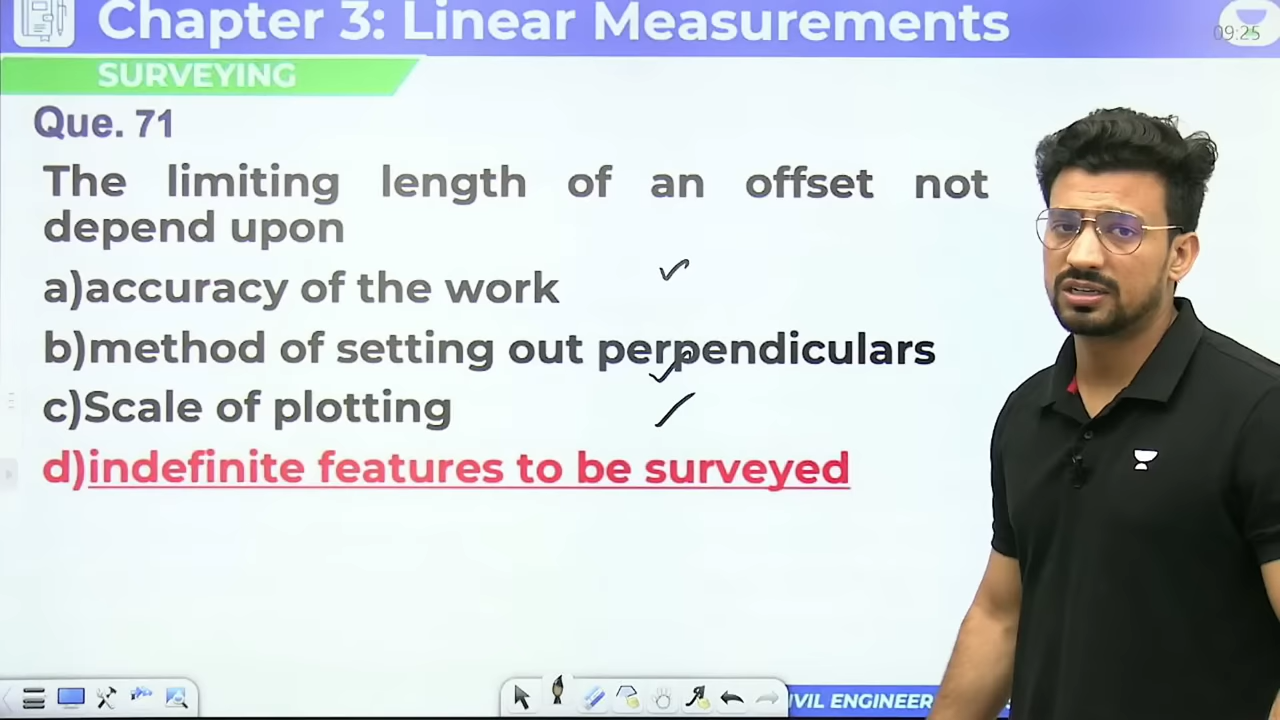 Chapter 3: Linear Measurements
09:25
SURVEYING
Que. 71
The limiting length of an offset not
depend upon
a)accuracy of the work
b)method of setting out perpendiculars
c)Scale of plotting
d)indefinite features to be surveyed
IVIL ENGINEER